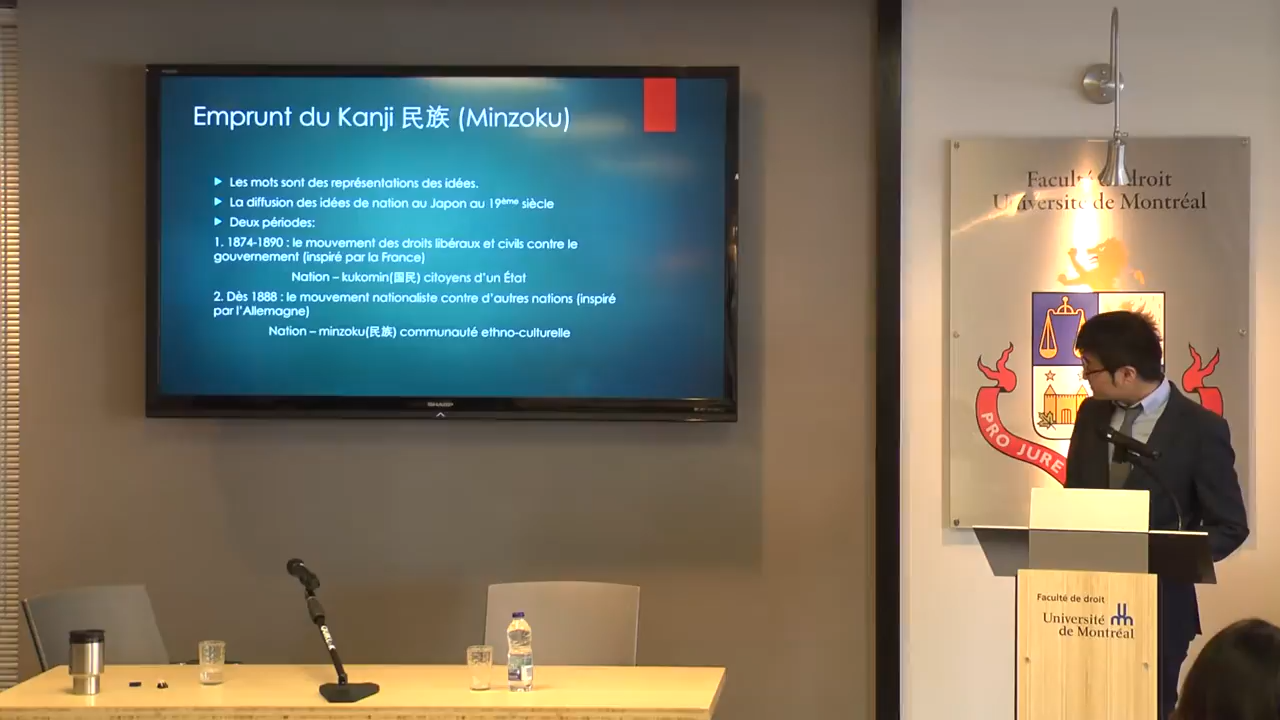 Emprunt du Kanji 民族 (Minzoku)
Les mots sont des représentations des idées.
La diffusion des idées de nation au Japon au 19ème siècle
Deux périodes:
1. 1874-1890 : le mouvement des droits libéraux et civils contre le
gouvernement (inspiré par la France)
Nation – kukomin(国民) citoyens d'un État
2. Dès 1888 : le mouvement nationaliste contre d'autres nations (inspiré
par l'Allemagne)
Nation – minzoku(民族) communauté ethno-culturelle
SHARP
Faculté de droit
Université de Montréal
PRO JURE
Faculté de droit
Université
de Montréal